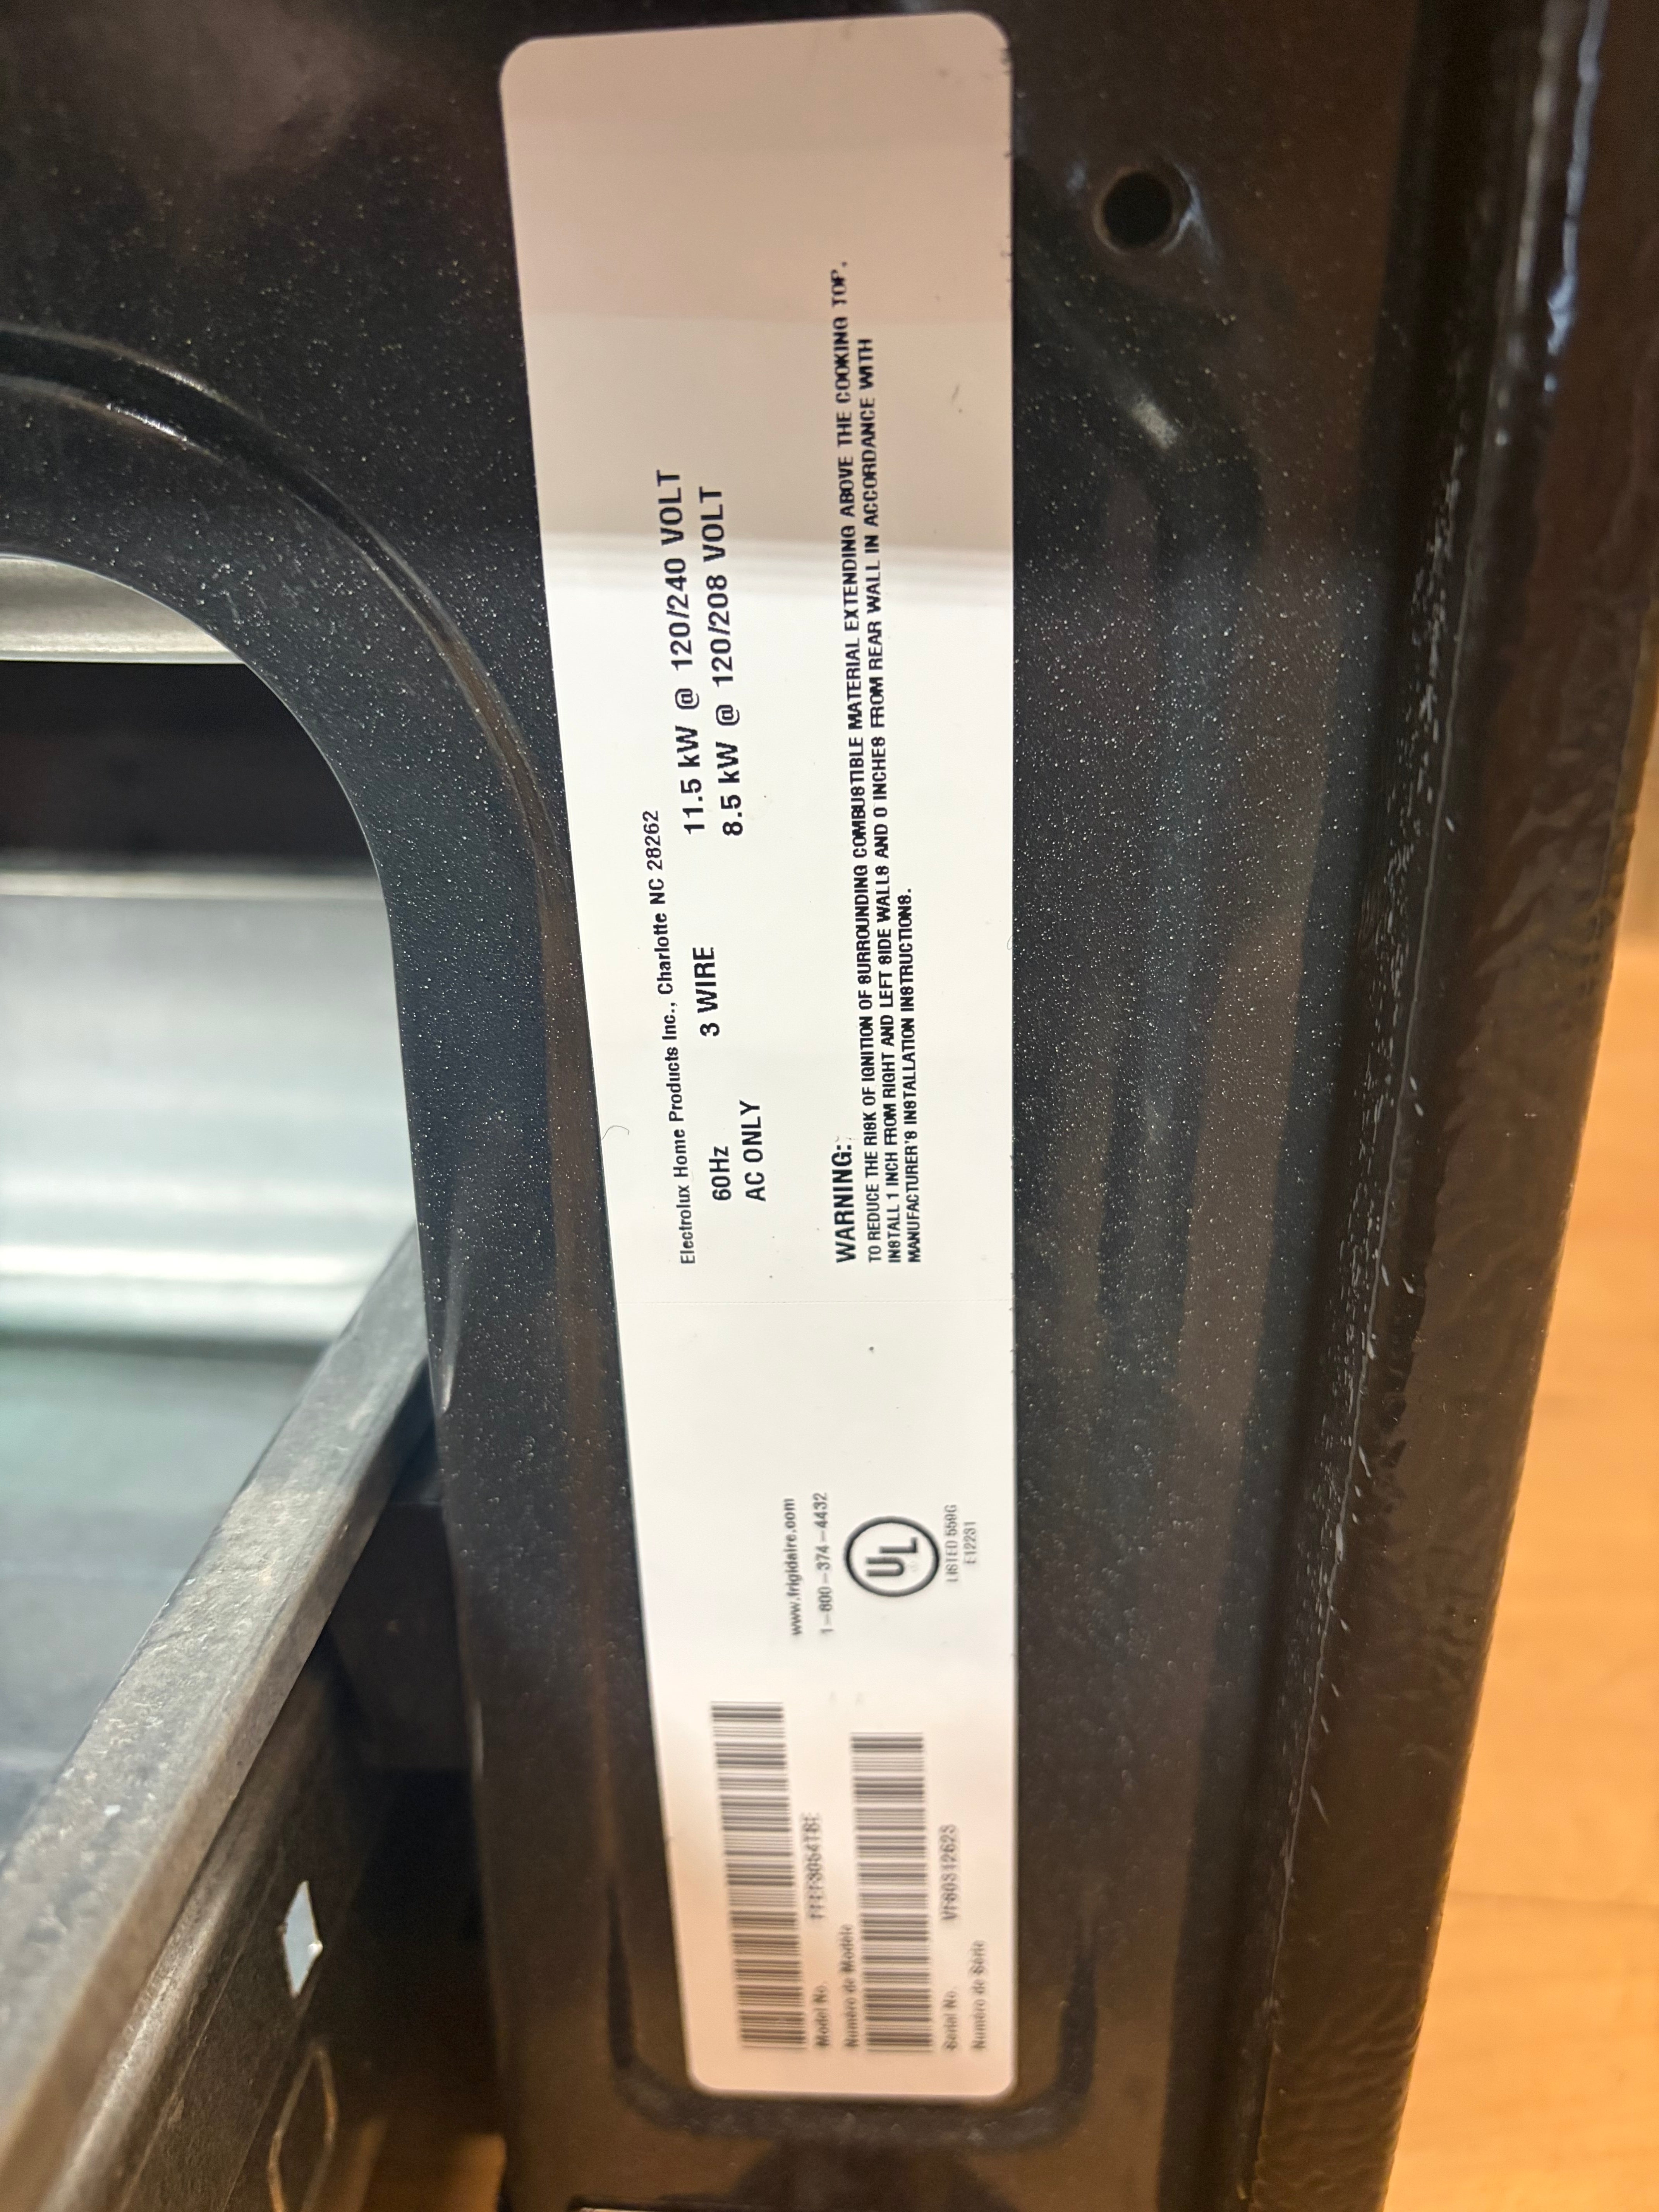 Electrolux Home Products Inc., Charlotte NC 28262
60Hz 3 WIRE 11.5 kW @ 120/240 VOLT
AC ONLY 8.5 kW @ 120/208 VOLT
WARNING:
TO REDUCE THE RISK OF IGNITION OF SURROUNDING COMBUSTIBLE MATERIAL EXTENDING ABOVE THE COOKING TOP,
INSTALL 1 INCH FROM RIGHT AND LEFT SIDE WALLS AND 0 INCHES FROM REAR WALL IN ACCORDANCE WITH
MANUFACTURER'S INSTALLATION INSTRUCTIONS.
www.frigidaire.com
1-800-374-4432
UL
LISTED
E12231
Model No.
Numéro de Modèle
Serial No.
Numéro de Série